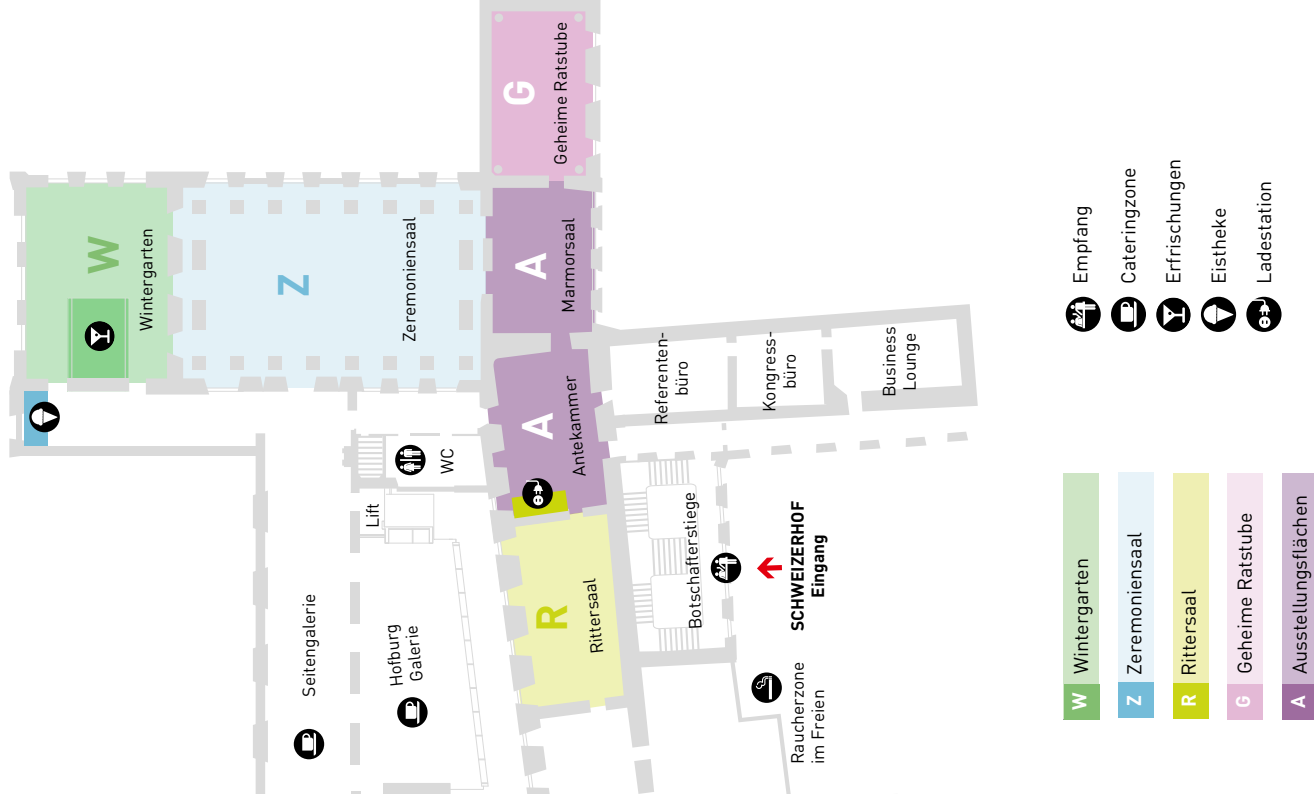 W
Wintergarten
Z
Zeremoniensaal
G
Geheime Ratstube
A
Marmorsaal
A
Antekammer
R
Rittersaal
Referenten-
büro
Kongress-
büro
Business
Lounge
WC
Lift
Seitengalerie
Hofburg
Galerie
Botschafterstiege
SCHWEIZERHOF
Eingang
Raucherzone
im Freien
Empfang
Cateringzone
Erfrischungen
Eistheke
Ladestation
W Wintergarten
Z Zeremoniensaal
R Rittersaal
G Geheime Ratstube
A Ausstellungsflächen